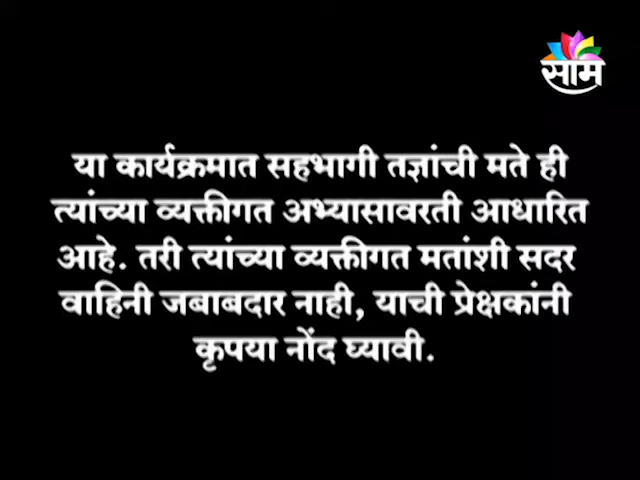 साम
या कार्यक्रमात सहभागी तज्ञांची मते ही
त्यांच्या व्यक्तीगत अभ्यासावरती आधारित
आहे. तरी त्यांच्या व्यक्तीगत मतांशी सदर
वाहिनी जबाबदार नाही, याची प्रेक्षकांनी
कृपया नोंद घ्यावी.